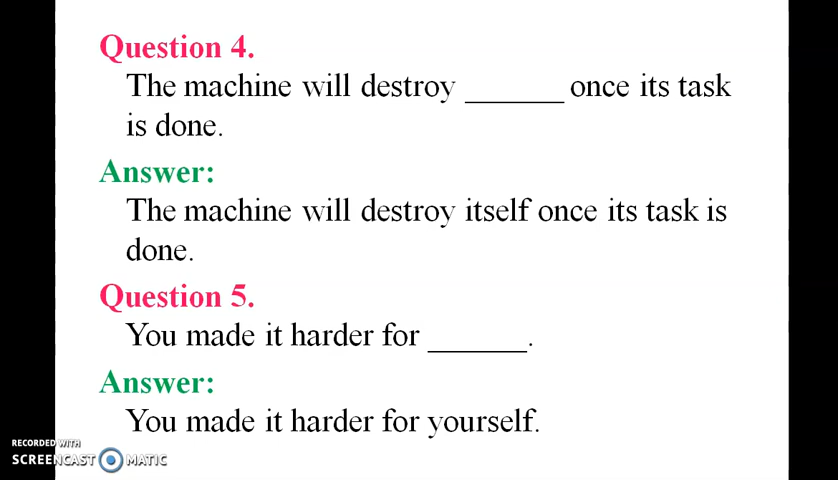 Question 4.
The machine will destroy ______ once its task
is done.
Answer:
The machine will destroy itself once its task is
done.
Question 5.
You made it harder for ______.
Answer:
You made it harder for yourself.
RECORDED WITH
SCREENCAST MATIC